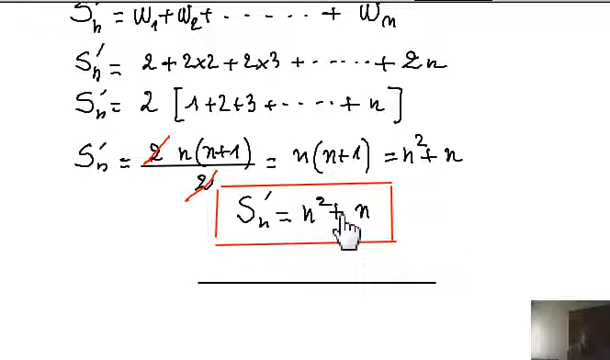 S'n = W1+W2+ ...... + Wn
S'n = 2+2x2+2x3+.....+ 2n
S'n = 2 [1+2+3+.....+ n]
S'n = 2 n(n+1) / 2 = n(n+1) = n²+ n
S'n = n²+ n